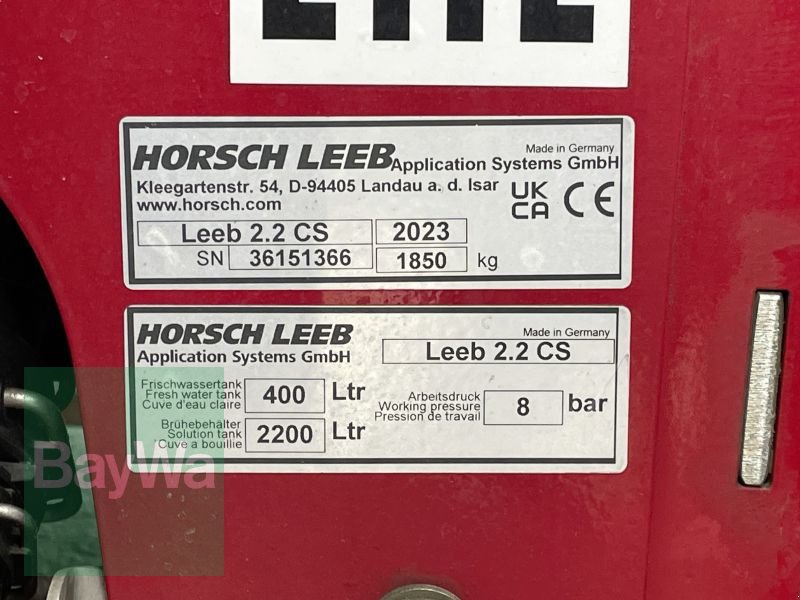 HORSCH LEEB Application Systems GmbH
Made in Germany
Kleegartenstr. 54, D-94405 Landau a. d. Isar
www.horsch.com
UK CA CE
Leeb 2.2 CS 2023
SN 36151366 1850 kg
HORSCH LEEB
Application Systems GmbH
Made in Germany
Leeb 2.2 CS
Frischwassertank
Fresh water tank
Cuve d'eau claire
400 Ltr
Brühebehälter
Solution tank
Cuve a bouillie
2200 Ltr
Arbeitsdruck
Working pressure
Pression de travail
8 bar
BayWa